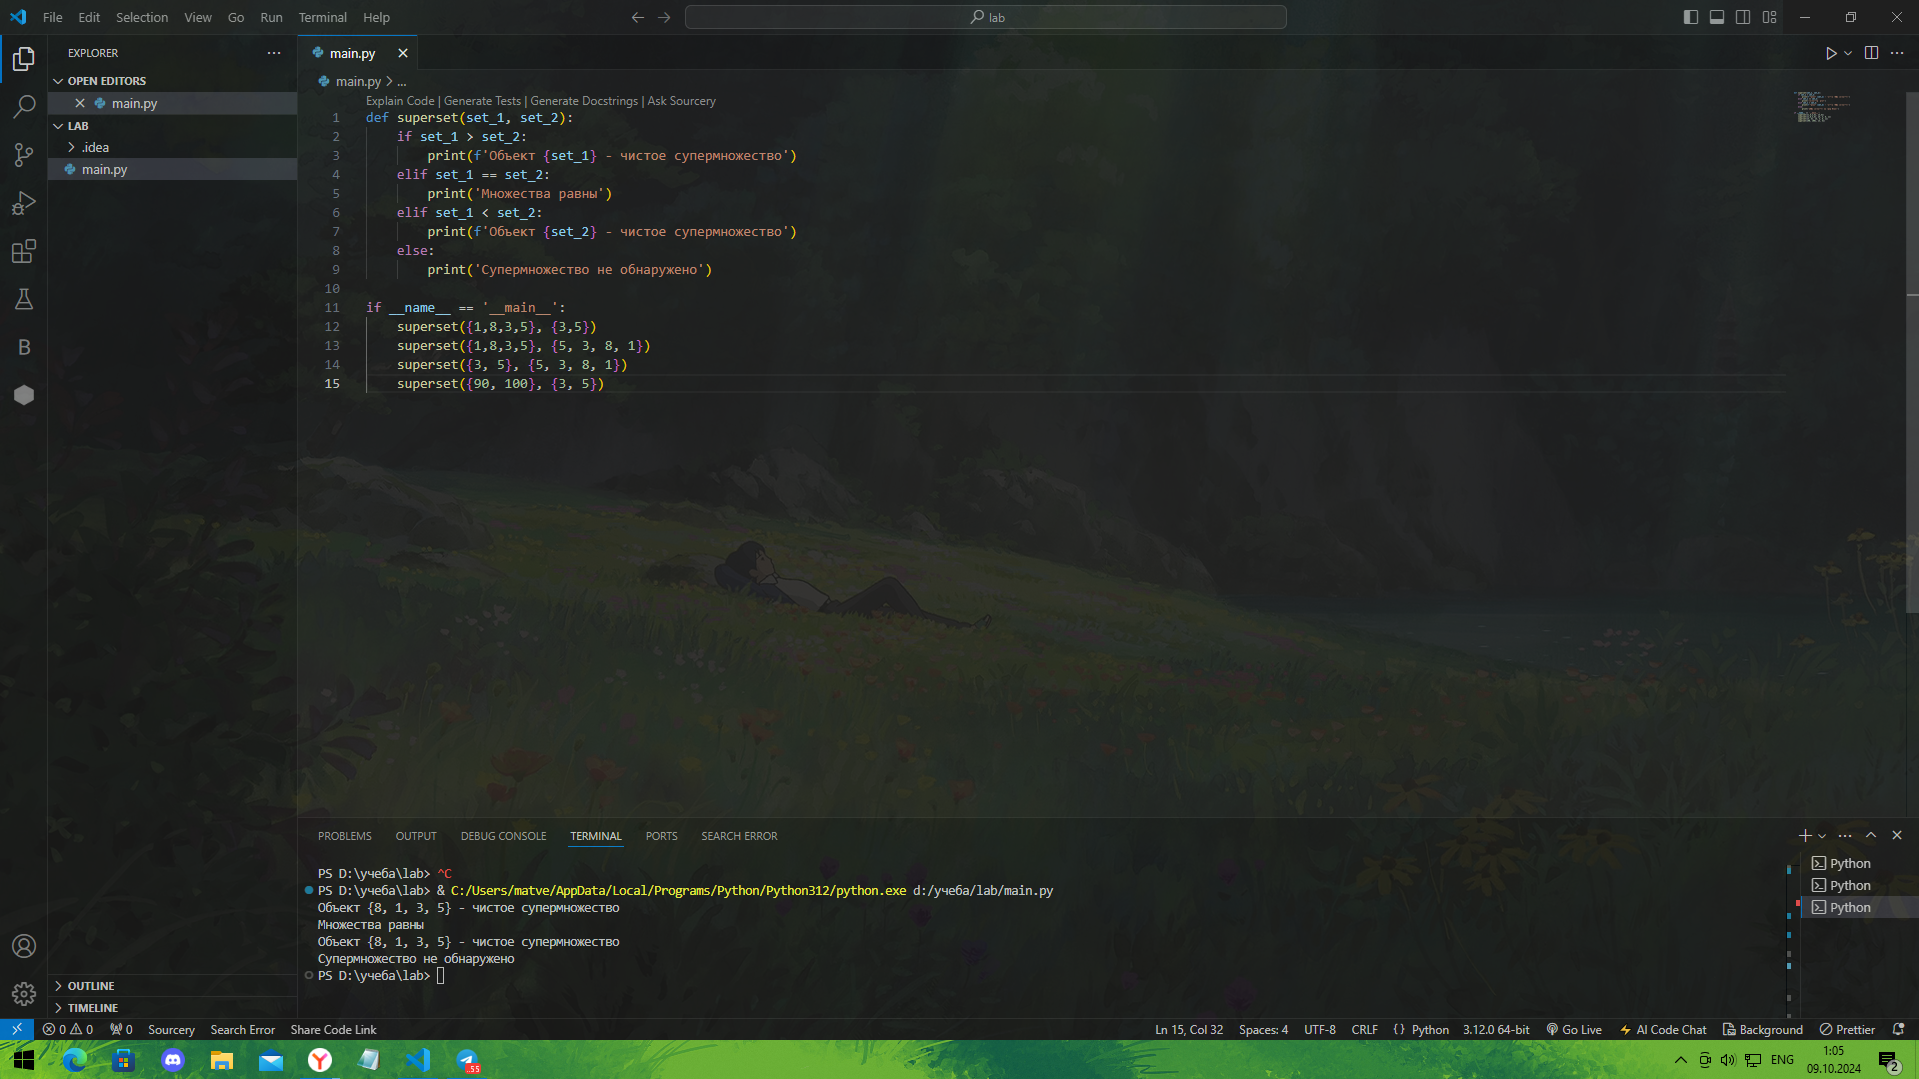 File Edit Selection View Go Run Terminal Help
lab
EXPLORER
OPEN EDITORS
main.py
LAB
.idea
main.py
main.py
main.py > ...
Explain Code | Generate Tests | Generate Docstrings | Ask Sourcery
1 def superset(set_1, set_2):
2 if set_1 > set_2:
3 print(f'Объект {set_1} - чистое супермножество')
4 elif set_1 == set_2:
5 print('Множества равны')
6 elif set_1 < set_2:
7 print(f'Объект {set_2} - чистое супермножество')
8 else:
9 print('Супермножество не обнаружено')
10
11 if __name__ == '__main__':
12 superset({1,8,3,5}, {3,5})
13 superset({1,8,3,5}, {5, 3, 8, 1})
14 superset({3, 5}, {5, 3, 8, 1})
15 superset({90, 100}, {3, 5})
PROBLEMS OUTPUT DEBUG CONSOLE TERMINAL PORTS SEARCH ERROR
PS D:\учеба\lab> ^C
PS D:\учеба\lab> & C:/Users/matve/AppData/Local/Programs/Python/Python312/python.exe d:/учеба/lab/main.py
Объект {8, 1, 3, 5} - чистое супермножество
Множества равны
Объект {8, 1, 3, 5} - чистое супермножество
Супермножество не обнаружено
PS D:\учеба\lab>
Python
Python
Python
OUTLINE
TIMELINE
0 0 0 Sourcery Search Error Share Code Link
Ln 15, Col 32 Spaces: 4 UTF-8 CRLF {} Python 3.12.0 64-bit Go Live AI Code Chat Background Prettier
.55
ENG
1:05
09.10.2024
2